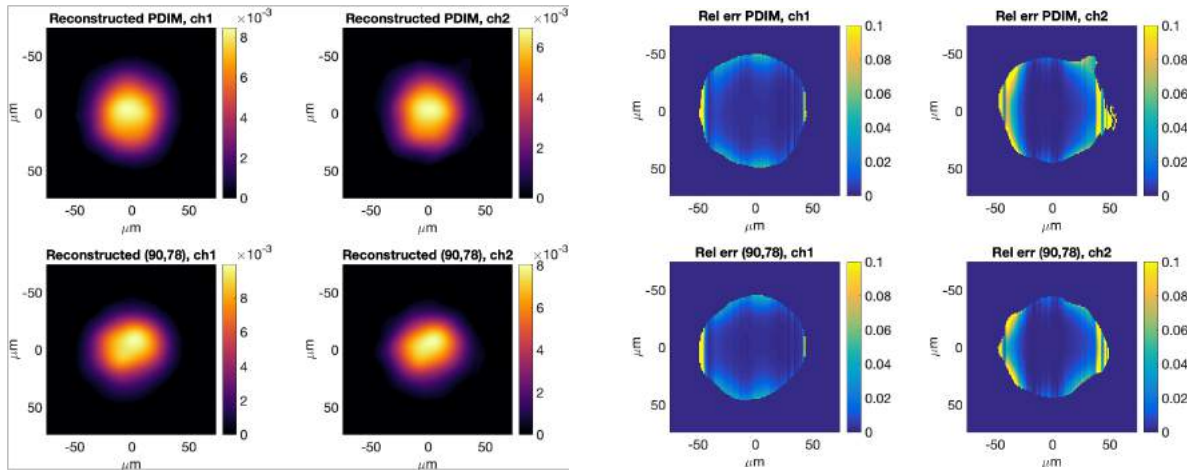 Reconstructed PDIM, ch1
×10⁻³
-50
0
50
μm
-50 0 50
μm
8
6
4
2
0
Reconstructed PDIM, ch2
×10⁻³
-50
0
50
μm
-50 0 50
μm
6
4
2
0
Rel err PDIM, ch1
-50
0
50
μm
-50 0 50
μm
0.1
0.08
0.06
0.04
0.02
0
Rel err PDIM, ch2
-50
0
50
μm
-50 0 50
μm
0.1
0.08
0.06
0.04
0.02
0
Reconstructed (90,78), ch1
×10⁻³
-50
0
50
μm
-50 0 50
μm
8
6
4
2
0
Reconstructed (90,78), ch2
×10⁻³
-50
0
50
μm
-50 0 50
μm
8
6
4
2
0
Rel err (90,78), ch1
-50
0
50
μm
-50 0 50
μm
0.1
0.08
0.06
0.04
0.02
0
Rel err (90,78), ch2
-50
0
50
μm
-50 0 50
μm
0.1
0.08
0.06
0.04
0.02
0